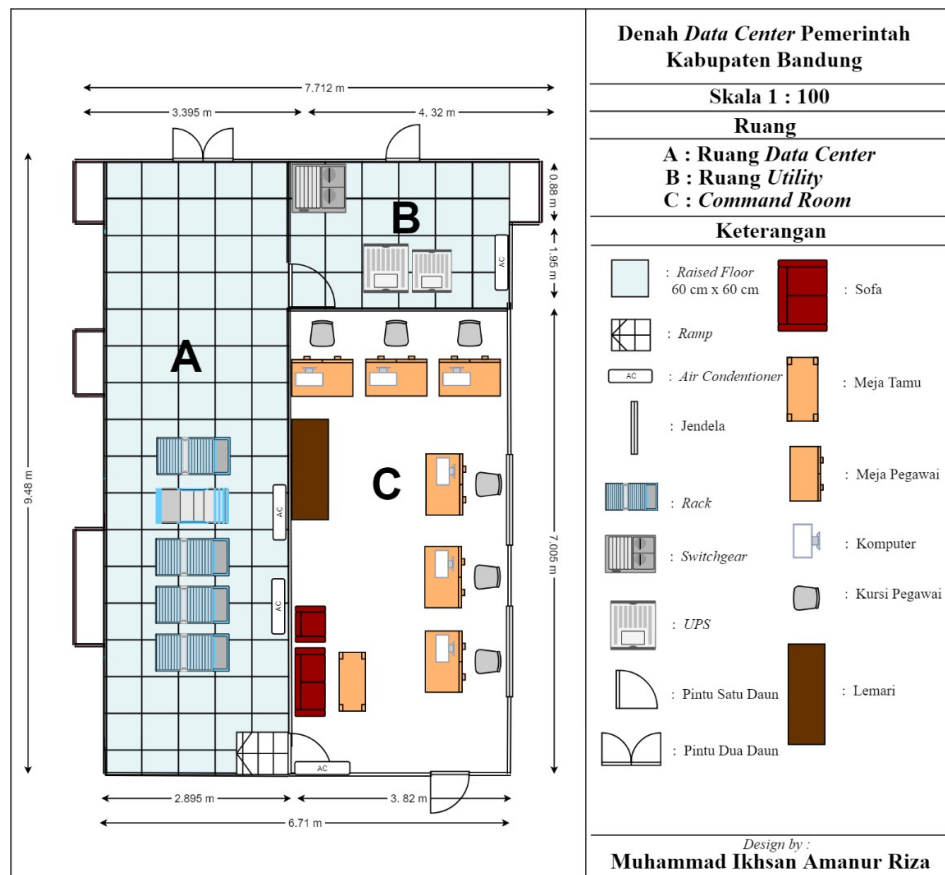 Denah Data Center Pemerintah
Kabupaten Bandung
Skala 1 : 100
Ruang
A : Ruang Data Center
B : Ruang Utility
C : Command Room
Keterangan
: Raised Floor
60 cm x 60 cm
: Ramp
AC
: Air Condentioner
: Jendela
: Rack
: Switchgear
: UPS
: Pintu Satu Daun
: Pintu Dua Daun
: Sofa
: Meja Tamu
: Meja Pegawai
: Komputer
: Kursi Pegawai
: Lemari
Design by :
Muhammad Ikhsan Amanur Riza
7.712 m
3.395 m
4. 32 m
0.88 m
1.95 m
9.48 m
7.005 m
A
B
C
AC
AC
AC
AC
2.895 m
3. 82 m
6.71 m